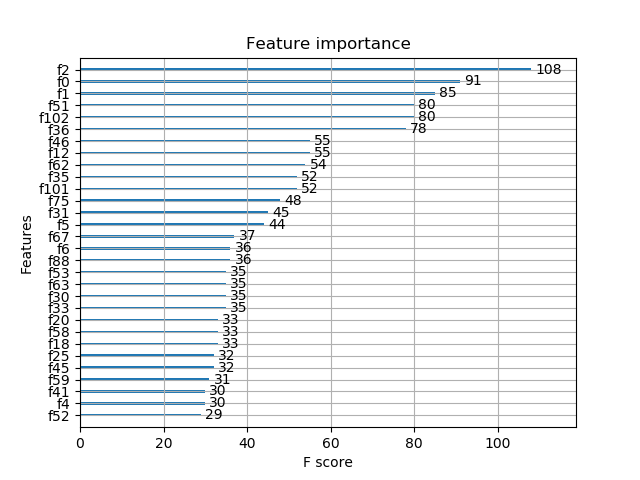 Feature importance
f2 108
f0 91
f1 85
f51 80
f102 80
f36 78
f46 55
f12 55
f62 54
f35 52
f101 52
f75 48
f31 45
f5 44
f67 37
f6 36
f88 36
f53 35
f63 35
f30 35
f33 35
f20 33
f58 33
f18 33
f25 32
f45 32
f59 31
f41 30
f4 30
f52 29
Features
0 20 40 60 80 100
F score